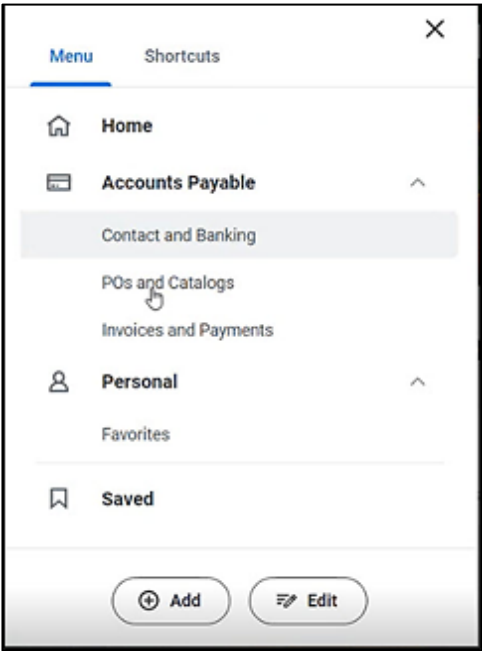 Menu Shortcuts
Home
Accounts Payable
Contact and Banking
POs and Catalogs
Invoices and Payments
Personal
Favorites
Saved
Add Edit